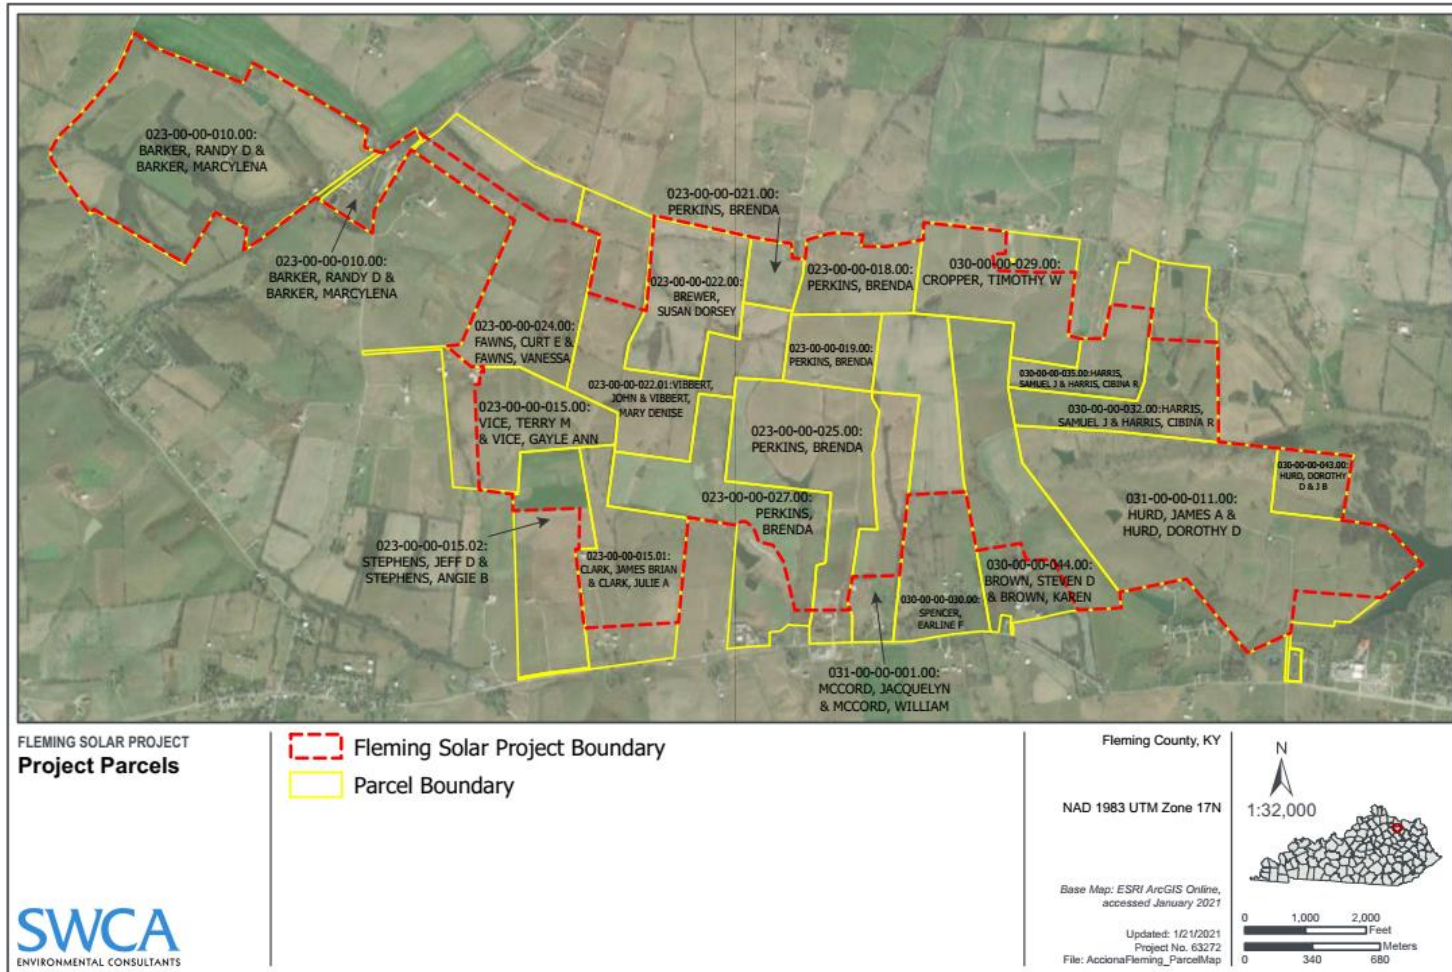 023-00-00-010.00:
BARKER, RANDY D &
BARKER, MARCYLENA
023-00-00-010.00:
BARKER, RANDY D &
BARKER, MARCYLENA
023-00-00-021.00:
PERKINS, BRENDA
023-00-00-022.00:
BREWER,
SUSAN DORSEY
023-00-00-018.00:
PERKINS, BRENDA
030-00-00-029.00:
CROPPER, TIMOTHY W
023-00-00-024.00:
FAWNS, CURT E &
FAWNS, VANESSA
023-00-00-019.00:
PERKINS, BRENDA
030-00-00-035.00:HARRIS,
SAMUEL J & HARRIS, CIBINA R
023-00-00-022.01:VIBBERT,
JOHN & VIBBERT,
MARY DENISE
023-00-00-015.00:
VICE, TERRY M
& VICE, GAYLE ANN
030-00-00-032.00:HARRIS,
SAMUEL J & HARRIS, CIBINA R
023-00-00-025.00:
PERKINS, BRENDA
030-00-00-043.00:
HURD, DOROTHY
D & J B
023-00-00-027.00:
PERKINS,
BRENDA
031-00-00-011.00:
HURD, JAMES A &
HURD, DOROTHY D
023-00-00-015.02:
STEPHENS, JEFF D &
STEPHENS, ANGIE B
023-00-00-015.01:
CLARK, JAMES BRIAN
& CLARK, JULIE A
030-00-00-044.00:
BROWN, STEVEN D
& BROWN, KAREN
030-00-00-030.00:
SPENCER,
EARLINE F
031-00-00-001.00:
MCCORD, JACQUELYN
& MCCORD, WILLIAM
FLEMING SOLAR PROJECT
Project Parcels
SWCA
ENVIRONMENTAL CONSULTANTS
Fleming Solar Project Boundary
Parcel Boundary
Fleming County, KY
NAD 1983 UTM Zone 17N
Base Map: ESRI ArcGIS Online,
accessed January 2021
Updated: 1/21/2021
Project No. 63272
File: AccionaFleming_ParcelMap
N
1:32,000
0 1,000 2,000
Feet
Meters
0 340 680